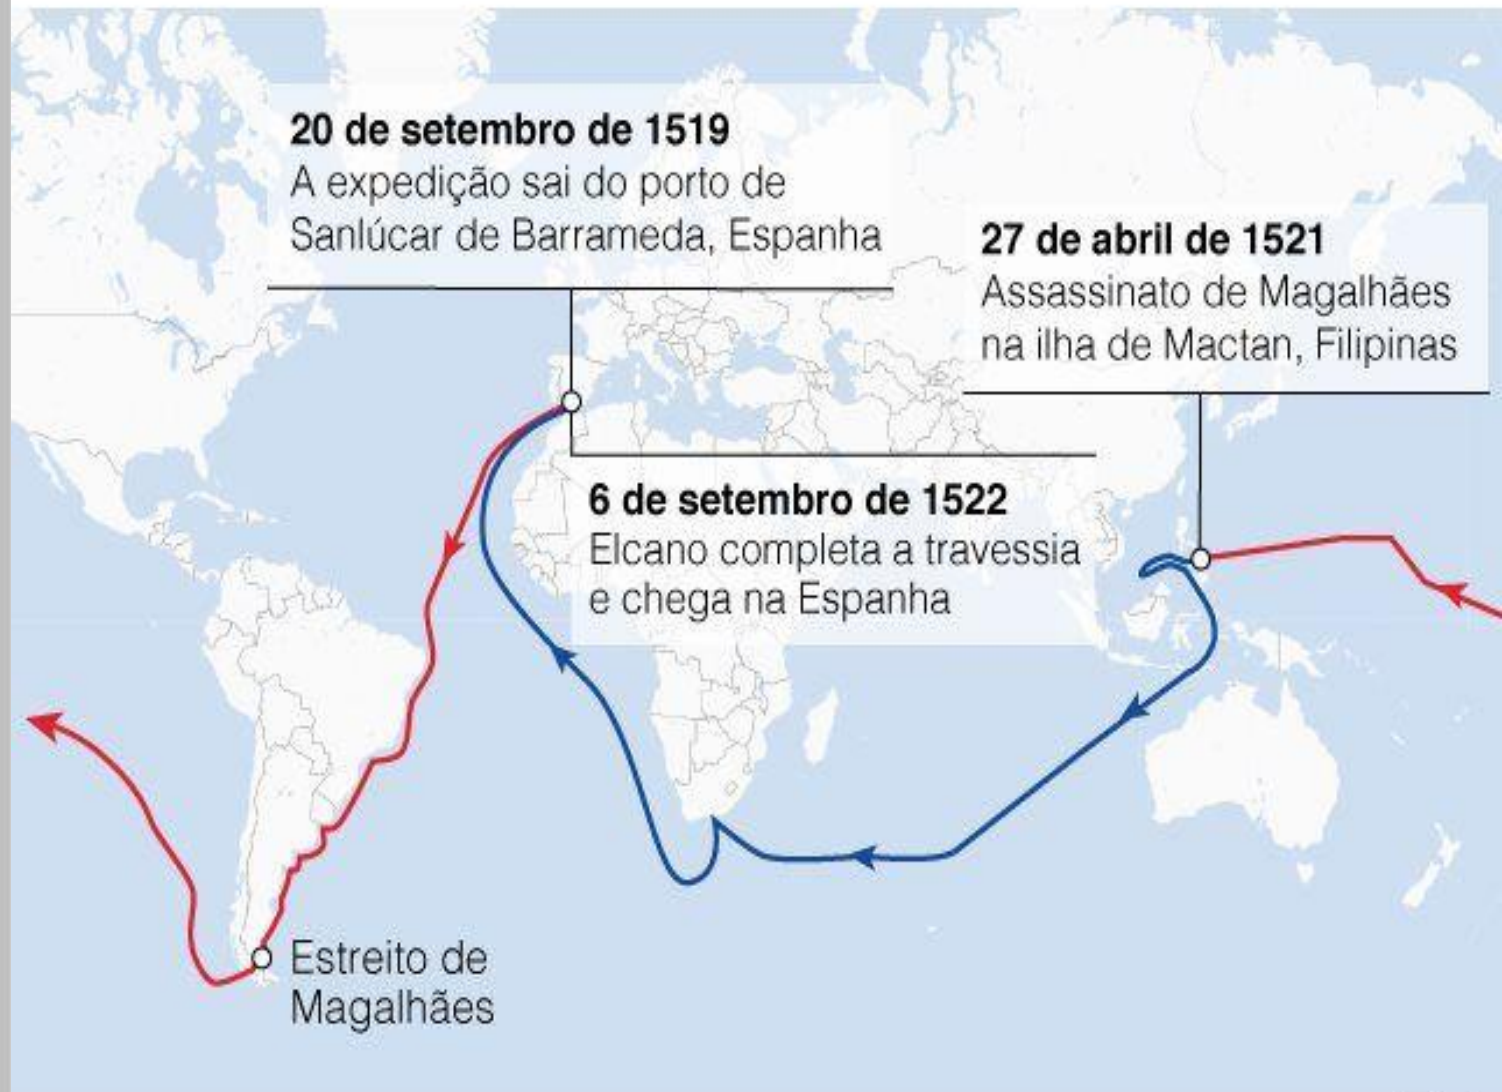 20 de setembro de 1519
A expedição sai do porto de
Sanlúcar de Barrameda, Espanha
27 de abril de 1521
Assassinato de Magalhães
na ilha de Mactan, Filipinas
6 de setembro de 1522
Elcano completa a travessia
e chega na Espanha
Estreito de
Magalhães